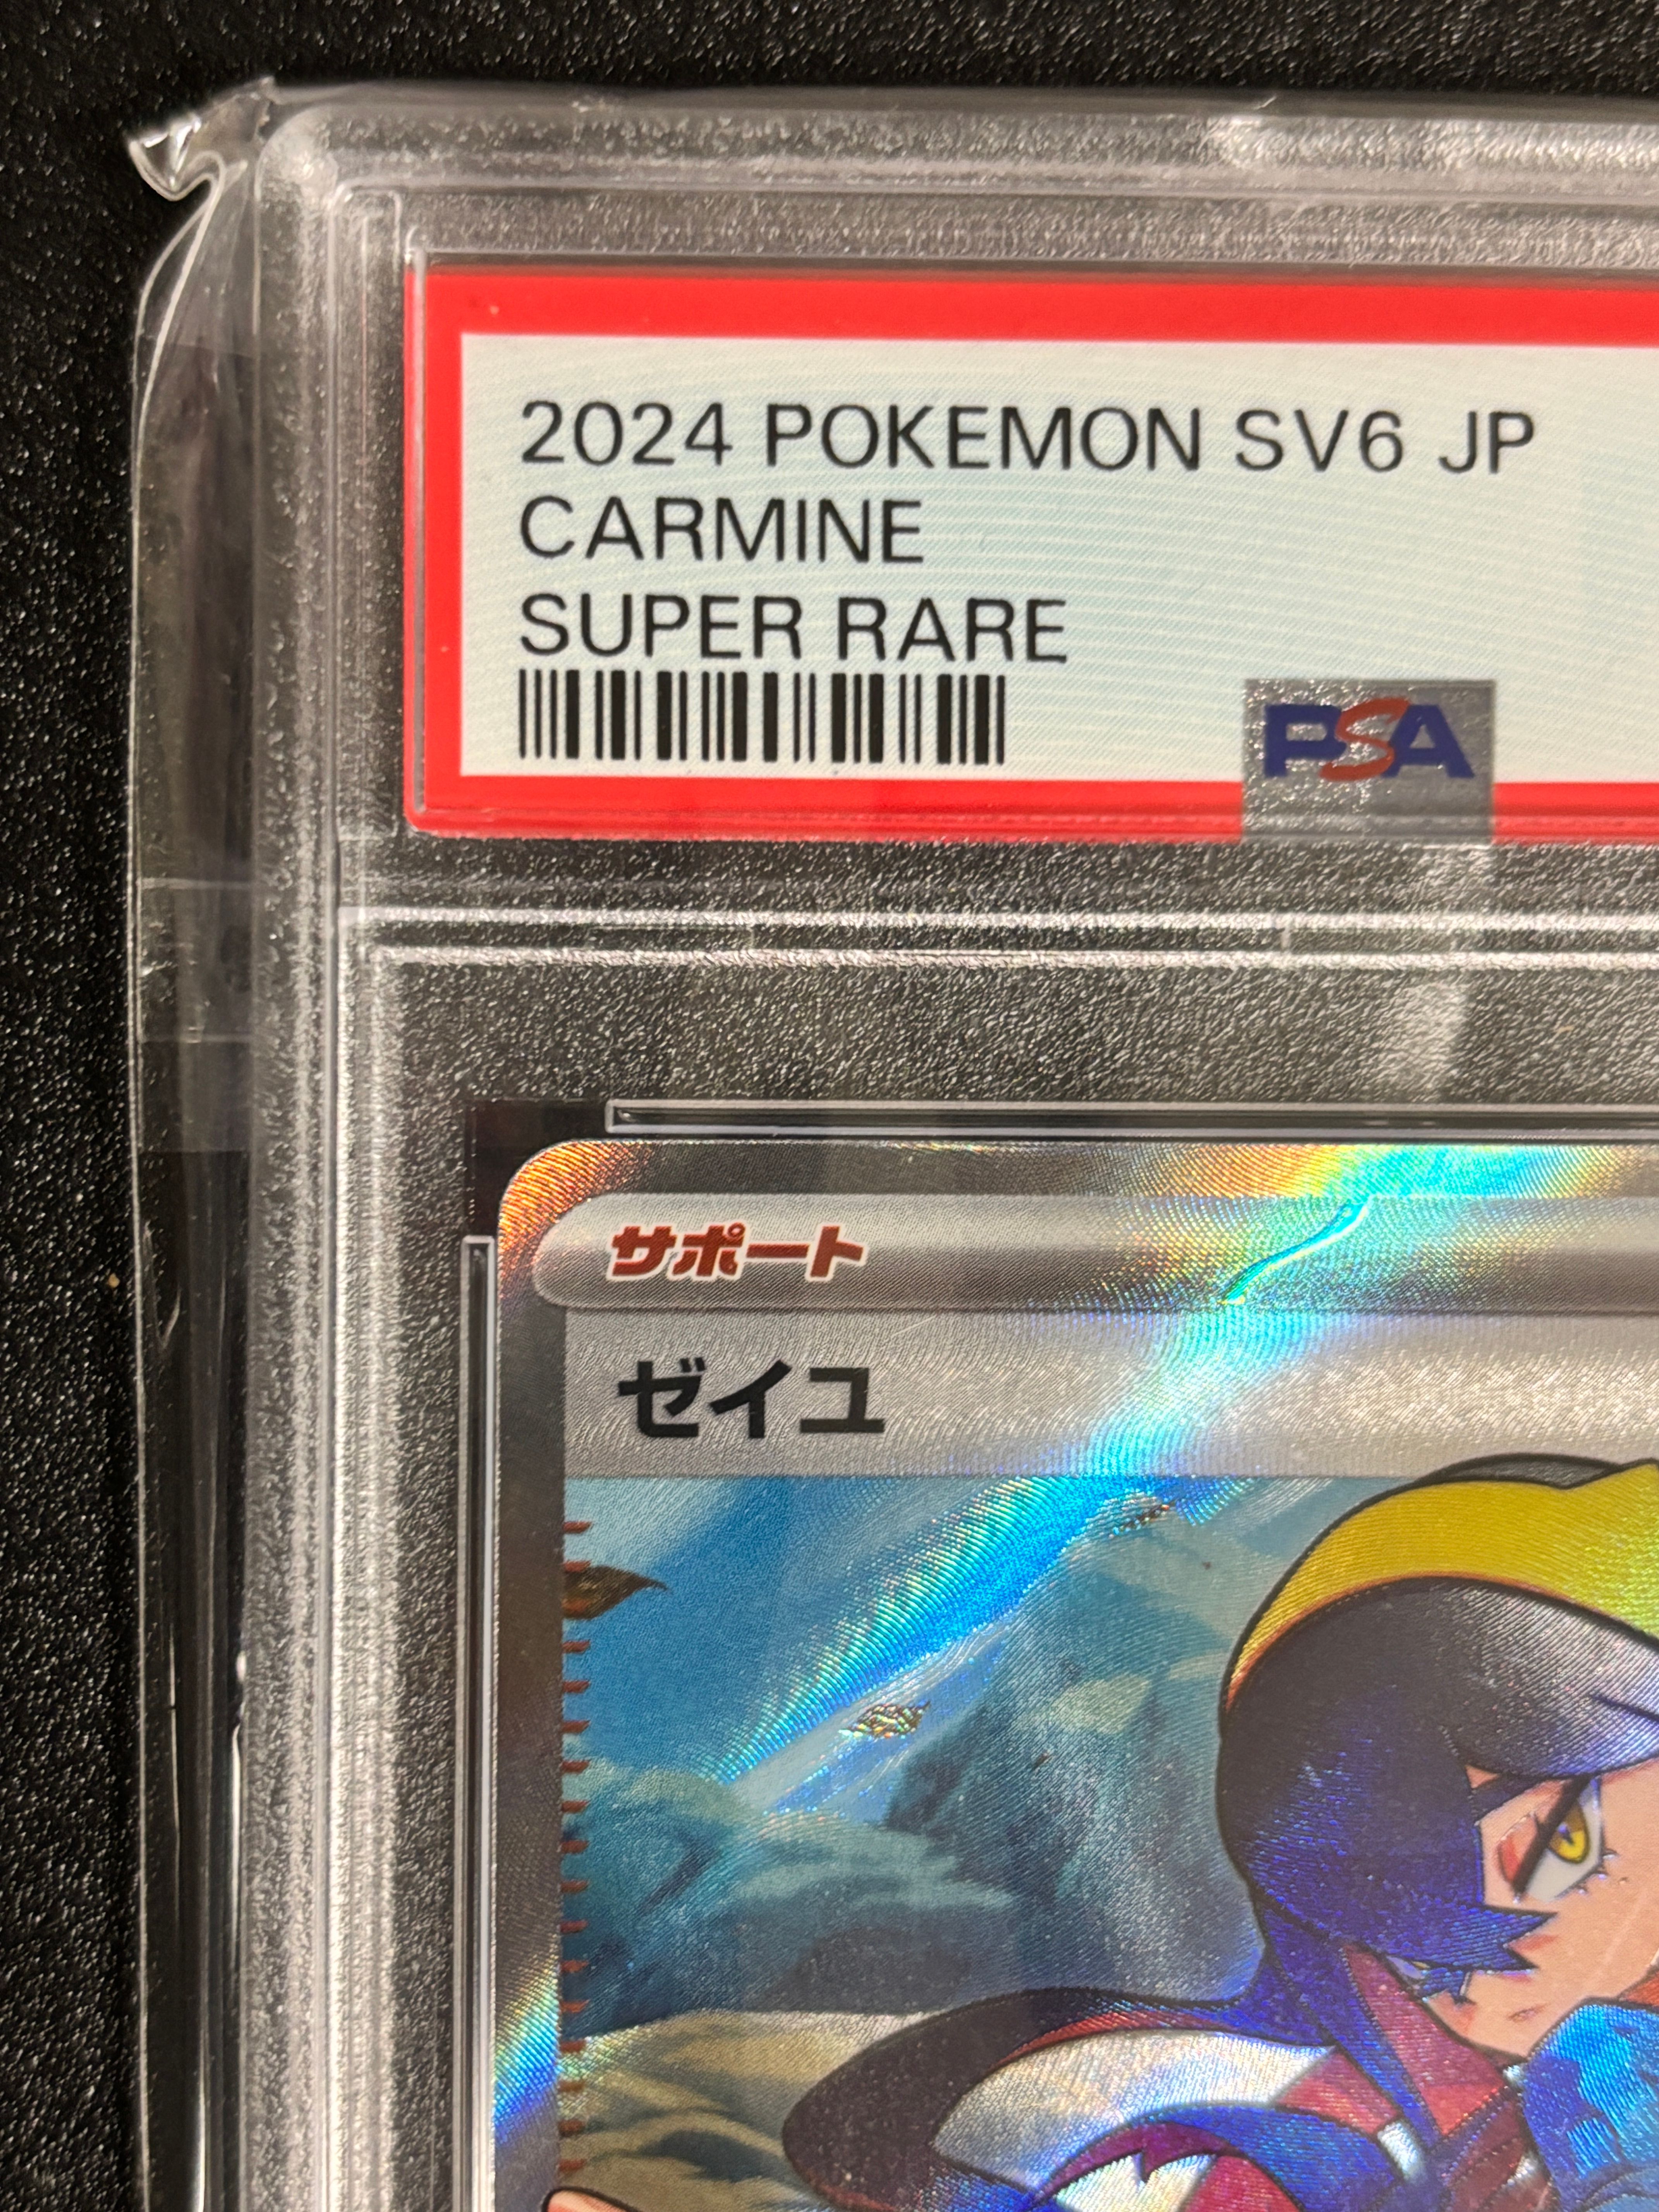 2024 POKEMON SV6 JP
CARMINE
SUPER RARE
PSA
サポート
ゼイユ